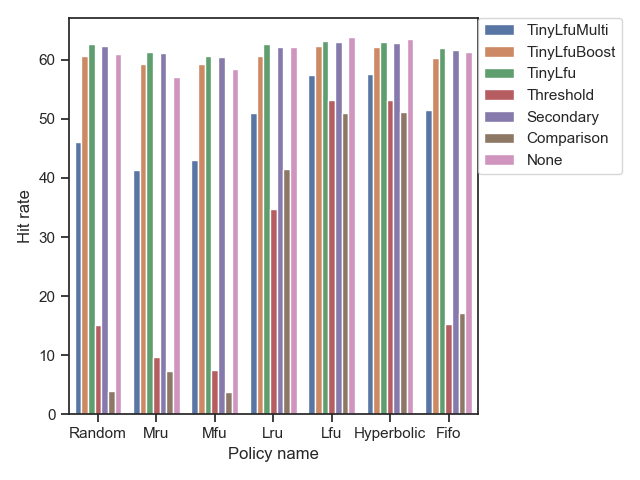 Hit rate
60
50
40
30
20
10
0
Random Mru Mfu Lru Lfu Hyperbolic Fifo
Policy name
TinyLfuMulti
TinyLfuBoost
TinyLfu
Threshold
Secondary
Comparison
None